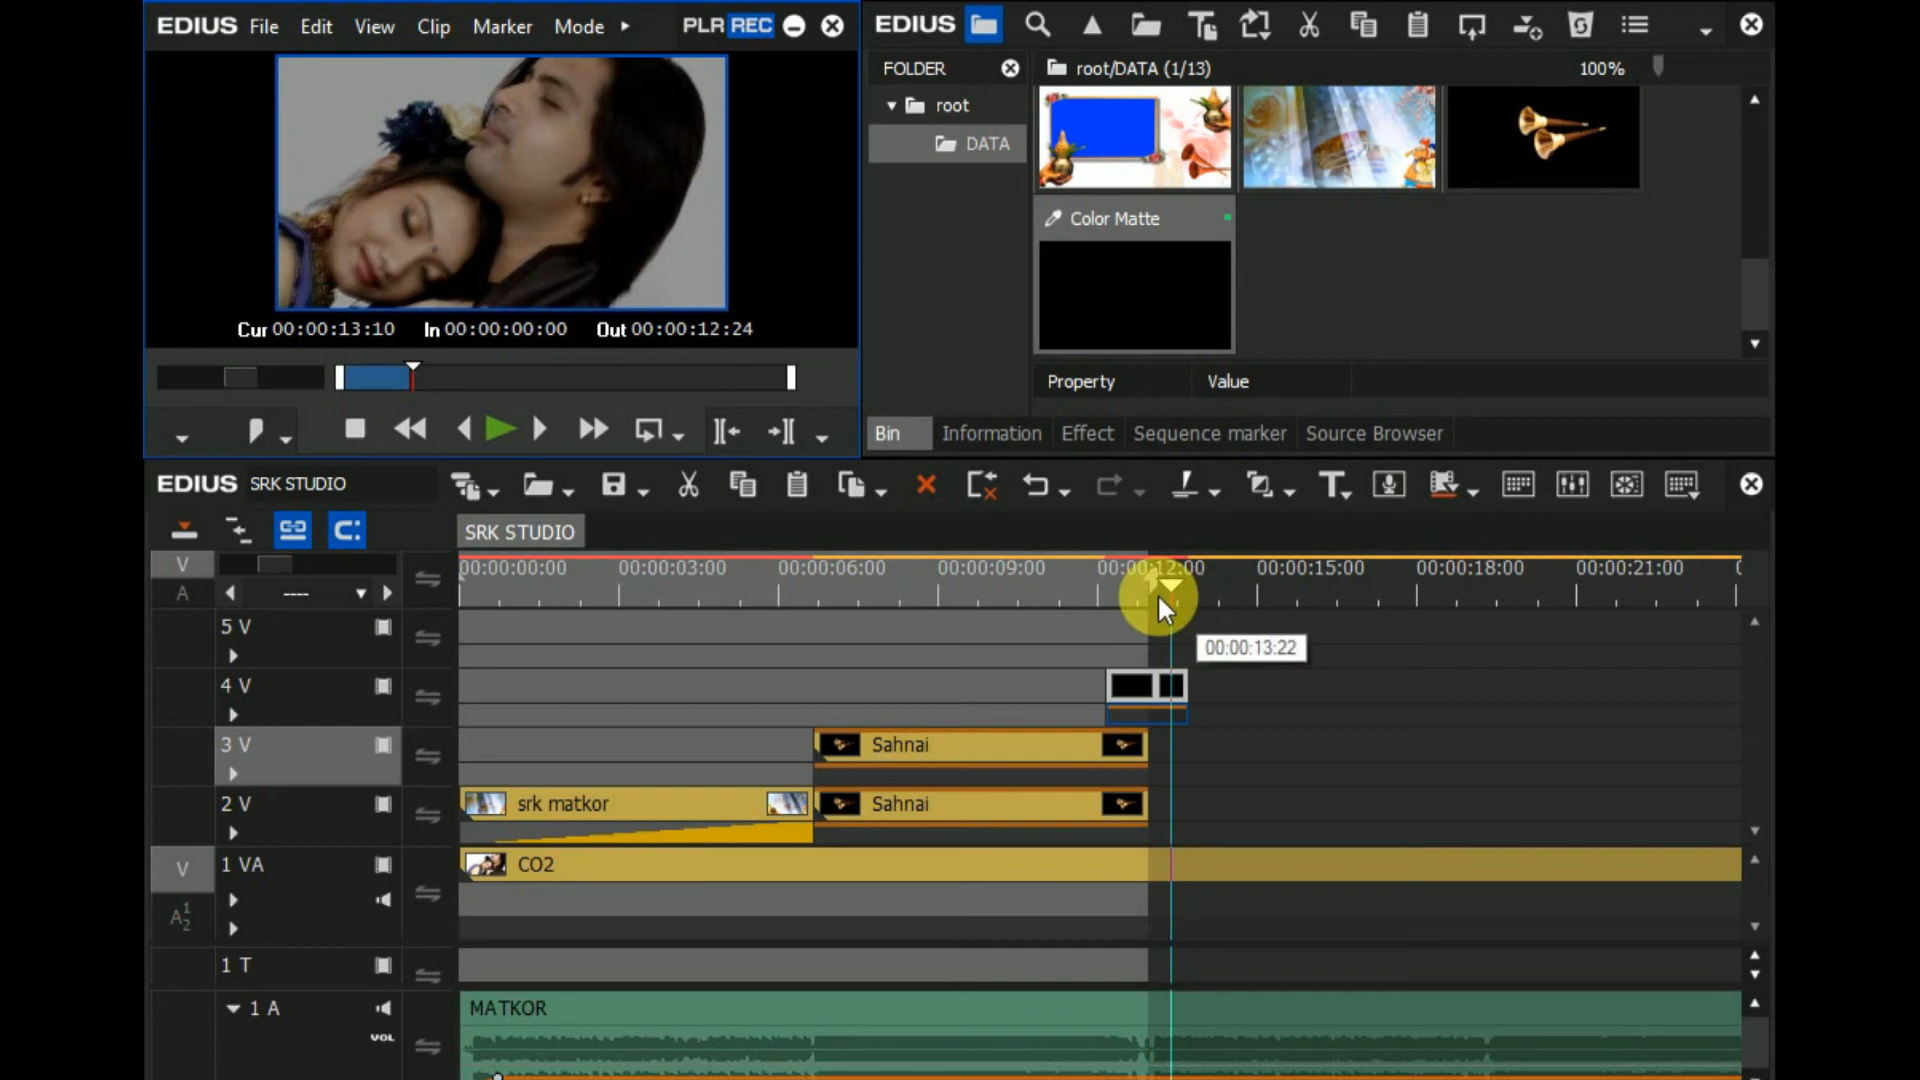 EDIUS File Edit View Clip Marker Mode PLR REC
Cur 00:00:13:10 In 00:00:00:00 Out 00:00:12:24
EDIUS
FOLDER
root
DATA
root/DATA (1/13) 100%
Color Matte
Property Value
Bin Information Effect Sequence marker Source Browser
EDIUS SRK STUDIO
SRK STUDIO
V
A
----
00:00:00:00 00:00:03:00 00:00:06:00 00:00:09:00 00:00:12:00 00:00:15:00 00:00:18:00 00:00:21:00
00:00:13:22
5 V
4 V
3 V Sahnai
2 V srk matkor Sahnai
V 1 VA CO2
A 1 2
1 T
1 A MATKOR
VOL